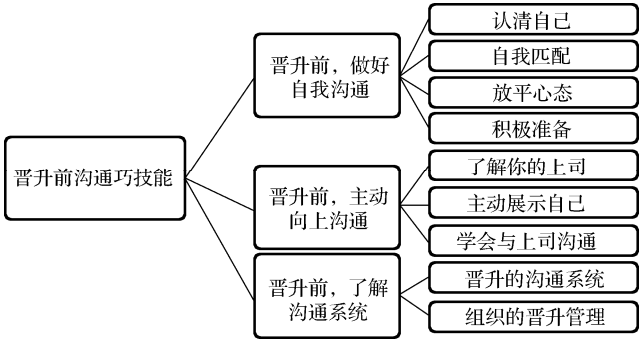 晋升前沟通巧技能
晋升前，做好
自我沟通
认清自己
自我匹配
放平心态
积极准备
晋升前，主动
向上沟通
了解你的上司
主动展示自己
学会与上司沟通
晋升前，了解
沟通系统
晋升的沟通系统
组织的晋升管理